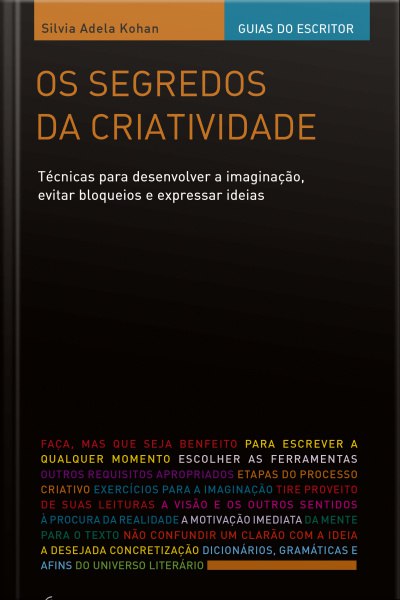 Silvia Adela Kohan
GUIAS DO ESCRITOR
OS SEGREDOS
DA CRIATIVIDADE
Técnicas para desenvolver a imaginação,
evitar bloqueios e expressar ideias
FAÇA, MAS QUE SEJA BENFEITO PARA ESCREVER A
QUALQUER MOMENTO ESCOLHER AS FERRAMENTAS
OUTROS REQUISITOS APROPRIADOS ETAPAS DO PROCESSO
CRIATIVO EXERCÍCIOS PARA A IMAGINAÇÃO TIRE PROVEITO
DE SUAS LEITURAS A VISÃO E OS OUTROS SENTIDOS
À PROCURA DA REALIDADE A MOTIVAÇÃO IMEDIATA DA MENTE
PARA O TEXTO NÃO CONFUNDIR UM CLARÃO COM A IDEIA
A DESEJADA CONCRETIZAÇÃO DICIONÁRIOS, GRAMÁTICAS E
AFINS DO UNIVERSO LITERÁRIO